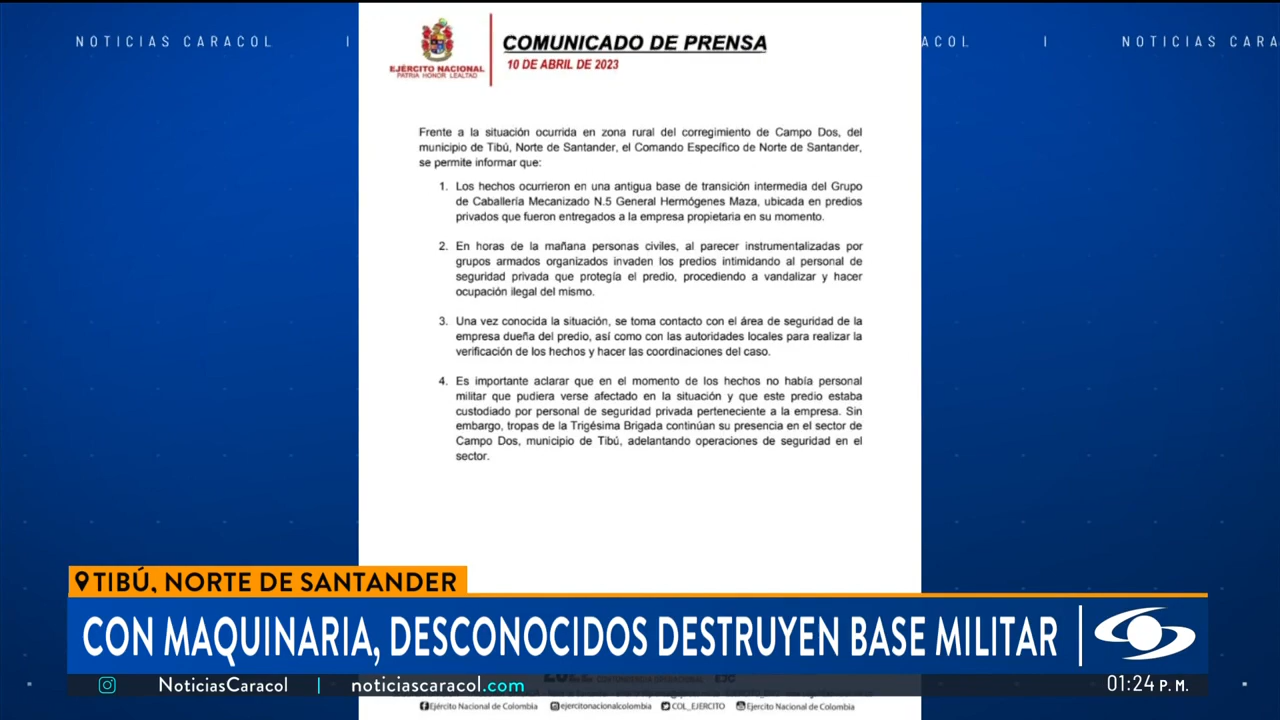 NOTICIAS CARACOL
I
ACOL
I
NOTICIAS CARA
EJÉRCITO NACIONAL
PATRIA HONOR LEALTAD
COMUNICADO DE PRENSA
10 DE ABRIL DE 2023
Frente a la situación ocurrida en zona rural del corregimiento de Campo Dos, del
municipio de Tibú, Norte de Santander, el Comando Específico de Norte de Santander,
se permite informar que:
1. Los hechos ocurrieron en una antigua base de transición intermedia del Grupo
de Caballería Mecanizado N.5 General Hermógenes Maza, ubicada en predios
privados que fueron entregados a la empresa propietaria en su momento.
2. En horas de la mañana personas civiles, al parecer instrumentalizadas por
grupos armados organizados invaden los predios intimidando al personal de
seguridad privada que protegía el predio, procediendo a vandalizar y hacer
ocupación ilegal del mismo.
3. Una vez conocida la situación, se toma contacto con el área de seguridad de la
empresa dueña del predio, así como con las autoridades locales para realizar la
verificación de los hechos y hacer las coordinaciones del caso.
4. Es importante aclarar que en el momento de los hechos no había personal
militar que pudiera verse afectado en la situación y que este predio estaba
custodiado por personal de seguridad privada perteneciente a la empresa. Sin
embargo, tropas de la Trigésima Brigada continúan su presencia en el sector de
Campo Dos, municipio de Tibú, adelantando operaciones de seguridad en el
sector.
TIBÚ, NORTE DE SANTANDER
CON MAQUINARIA, DESCONOCIDOS DESTRUYEN BASE MILITAR
NoticiasCaracol | noticiascaracol.com
01:24 P.M.
Ejército Nacional de Colombia ejercitonacionalcolombia COL_EJERCITO Ejército Nacional de Colombia